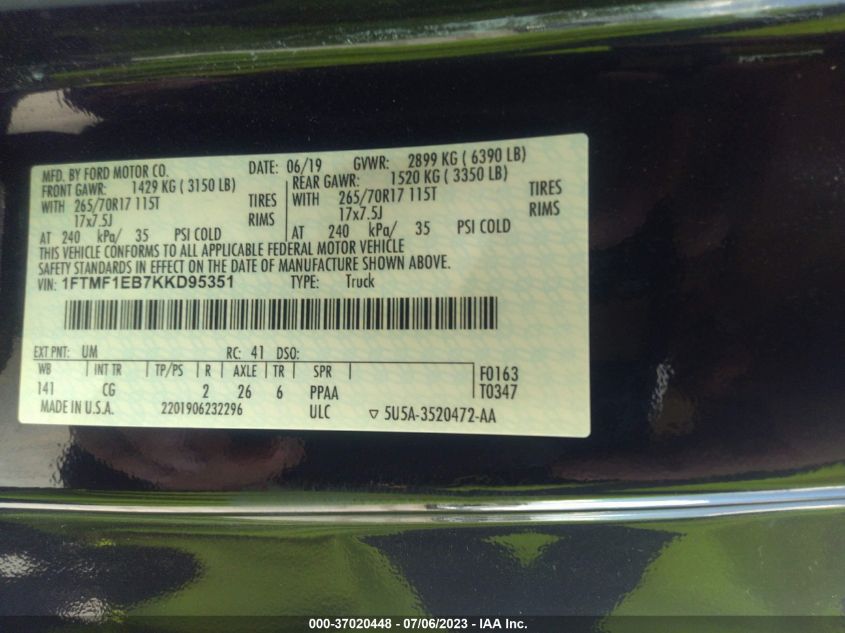 MFD. BY FORD MOTOR CO. DATE: 06/19 GVWR: 2899 KG ( 6390 LB)
FRONT GAWR: 1429 KG ( 3150 LB) REAR GAWR: 1520 KG ( 3350 LB)
WITH 265/70R17 115T TIRES WITH 265/70R17 115T TIRES
17x7.5J RIMS 17x7.5J RIMS
AT 240 kPa/ 35 PSI COLD AT 240 kPa/ 35 PSI COLD
THIS VEHICLE CONFORMS TO ALL APPLICABLE FEDERAL MOTOR VEHICLE
SAFETY STANDARDS IN EFFECT ON THE DATE OF MANUFACTURE SHOWN ABOVE.
VIN: 1FTMF1EB7KKD95351 TYPE: Truck
EXT PNT: UM RC: 41 DSO:
WB INT TR TP/PS R AXLE TR SPR F0163
141 CG 2 26 6 PPAA T0347
MADE IN U.S.A. 2201906232296 ULC ▽ 5U5A-3520472-AA
000-37020448 - 07/06/2023 - IAA Inc.